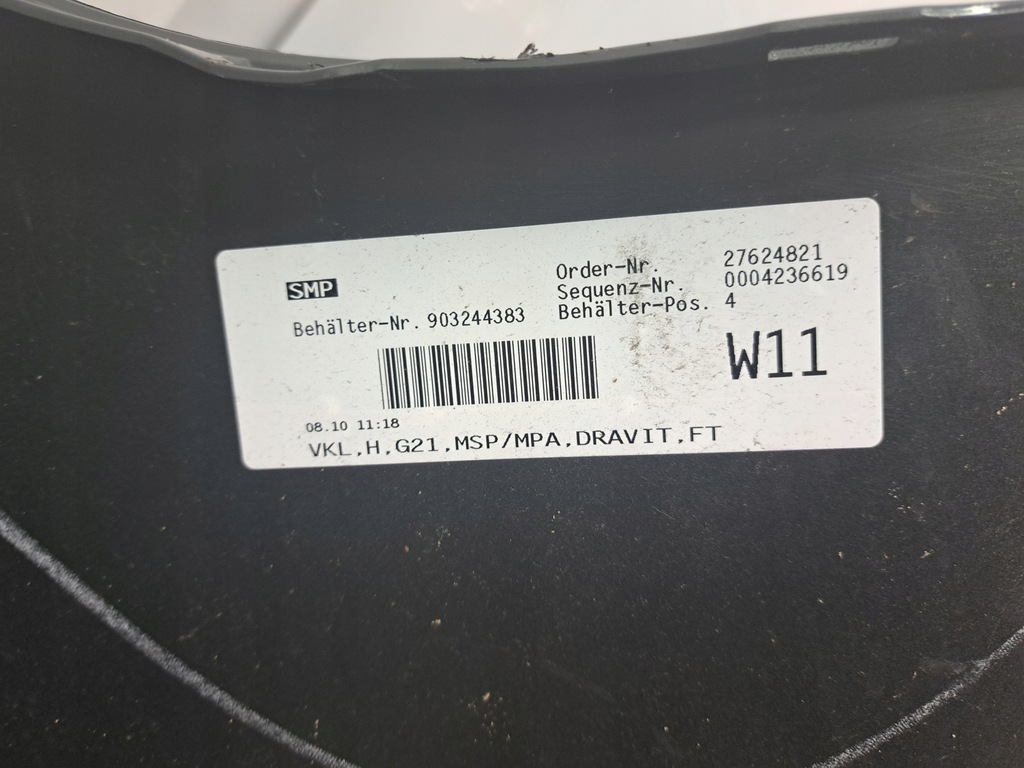 SMP
Behälter-Nr. 903244383
Order-Nr. 27624821
Sequenz-Nr. 0004236619
Behälter-Pos. 4
W11
08.10 11:18
VKL,H,G21,MSP/MPA,DRAVIT,FT